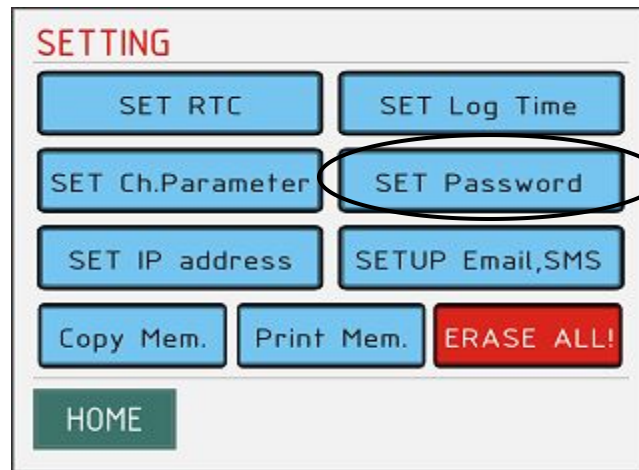 SETTING
SET RTC
SET Log Time
SET Ch.Parameter
SET Password
SET IP address
SETUP Email,SMS
Copy Mem.
Print Mem.
ERASE ALL!
HOME